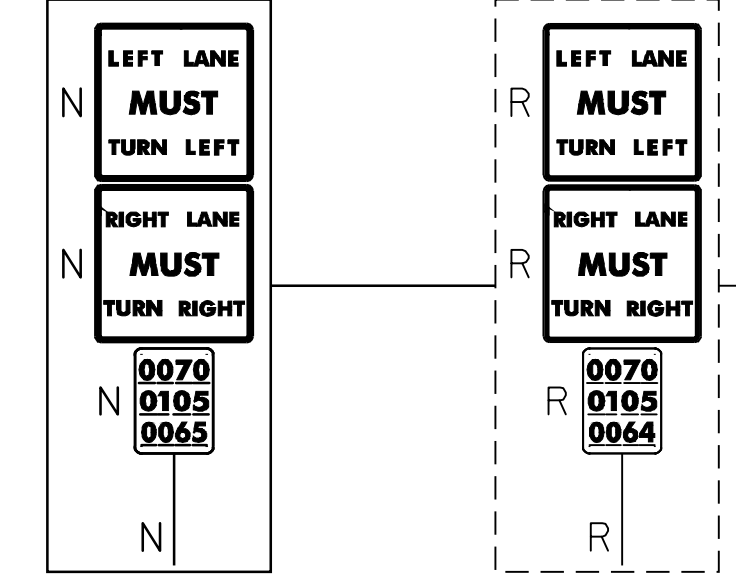 LEFT LANE
N MUST
TURN LEFT
RIGHT LANE
N MUST
TURN RIGHT
0070
N 0105
0065
N
LEFT LANE
R MUST
TURN LEFT
RIGHT LANE
R MUST
TURN RIGHT
0070
R 0105
0064
R